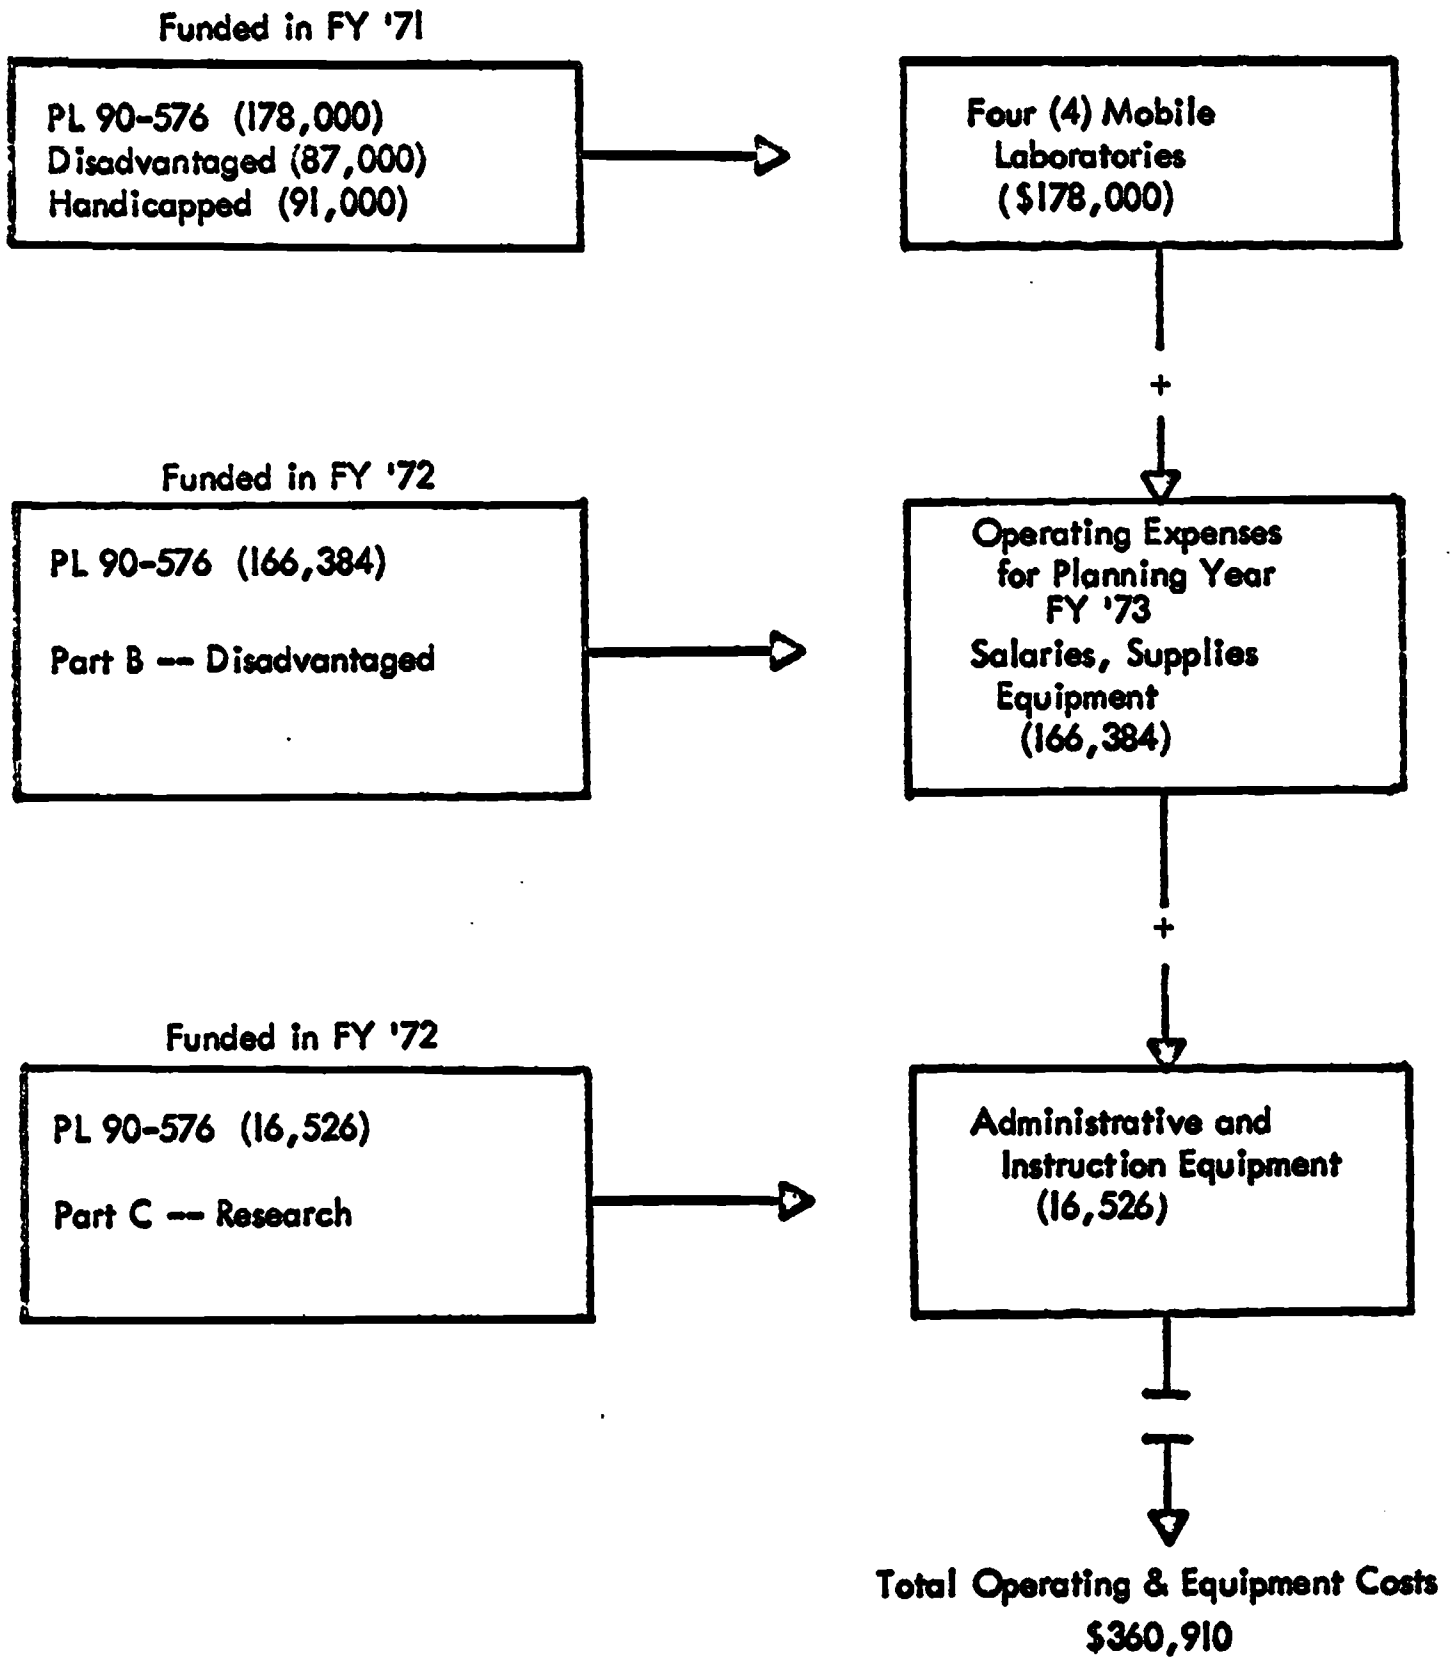 Funded in FY '71
PL 90-576 (178,000)
Disadvantaged (87,000)
Handicapped (91,000)
Four (4) Mobile
Laboratories
($178,000)
+
Funded in FY '72
PL 90-576 (166,384)
Part B -- Disadvantaged
Operating Expenses
for Planning Year
FY '73
Salaries, Supplies
Equipment
(166,384)
+
Funded in FY '72
PL 90-576 (16,526)
Part C -- Research
Administrative and
Instruction Equipment
(16,526)
Total Operating & Equipment Costs
$360,910